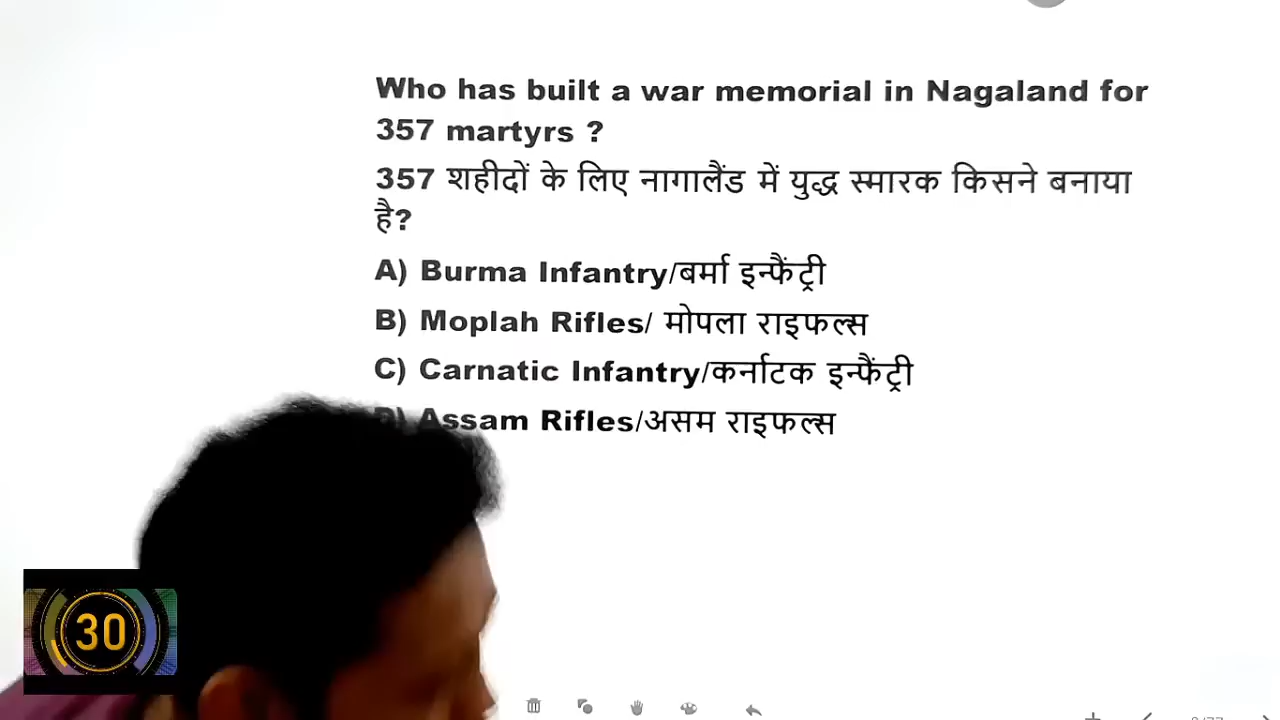 Who has built a war memorial in Nagaland for
357 martyrs ?
357 शहीदों के लिए नागालैंड में युद्ध स्मारक किसने बनाया
है?
A) Burma Infantry/बर्मा इन्फैंट्री
B) Moplah Rifles/ मोपला राइफल्स
C) Carnatic Infantry/कर्नाटक इन्फैंट्री
D) Assam Rifles/असम राइफल्स
30